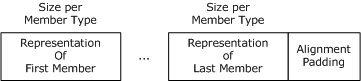 Size per
Member Type
Size per
Member Type
Representation
Of
First Member
...
Representation
of
Last Member
Alignment
Padding